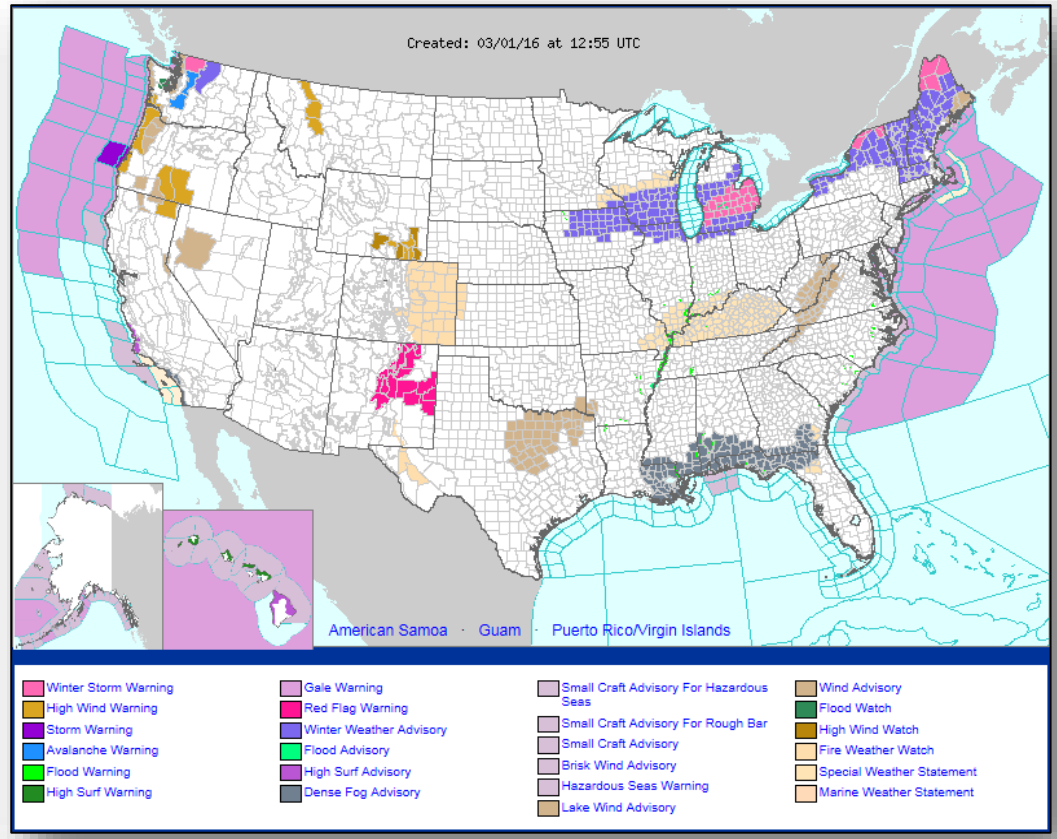 Created: 03/01/16 at 12:55 UTC
American Samoa · Guam · Puerto Rico/Virgin Islands
Winter Storm Warning
High Wind Warning
Storm Warning
Avalanche Warning
Flood Warning
High Surf Warning
Gale Warning
Red Flag Warning
Winter Weather Advisory
Flood Advisory
High Surf Advisory
Dense Fog Advisory
Small Craft Advisory For Hazardous
Seas
Small Craft Advisory For Rough Bar
Small Craft Advisory
Brisk Wind Advisory
Hazardous Seas Warning
Lake Wind Advisory
Wind Advisory
Flood Watch
High Wind Watch
Fire Weather Watch
Special Weather Statement
Marine Weather Statement